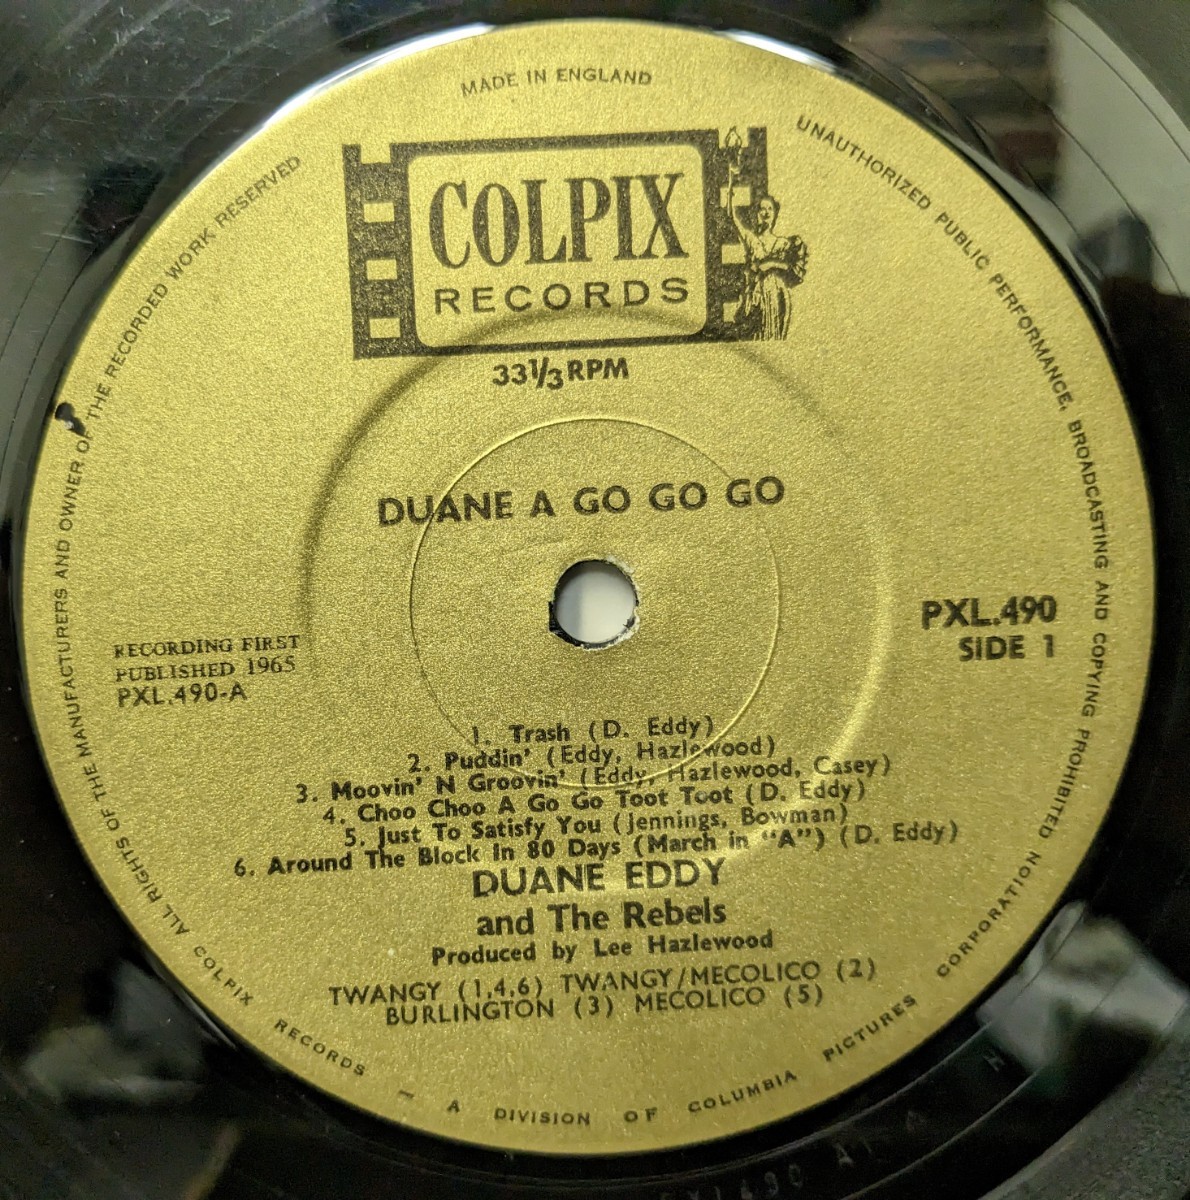 MADE IN ENGLAND
UNAUTHORIZED PUBLIC PERFORMANCE, BROADCASTING AND COPYING PROHIBITED
COLPIX
RECORDS
33 1/3 RPM
DUANE A GO GO GO
PXL.490
SIDE 1
RECORDING FIRST
PUBLISHED 1965
PXL.490-A
1. Trash (D. Eddy)
2. Puddin' (Eddy, Hazlewood)
3. Moovin' N Groovin' (Eddy, Hazlewood, Casey)
4. Choo Choo A Go Go Toot Toot (D. Eddy)
5. Just To Satisfy You (Jennings, Bowman)
6. Around The Block In 80 Days (March in "A") (D. Eddy)
DUANE EDDY
and The Rebels
Produced by Lee Hazlewood
TWANGY (1,4,6) TWANGY/MECOLICO (2)
BURLINGTON (3) MECOLICO (5)
ALL RIGHTS OF THE MANUFACTURERS AND OWNER OF THE RECORDED WORK RESERVED
COLPIX RECORDS — A DIVISION OF COLUMBIA PICTURES CORPORATION